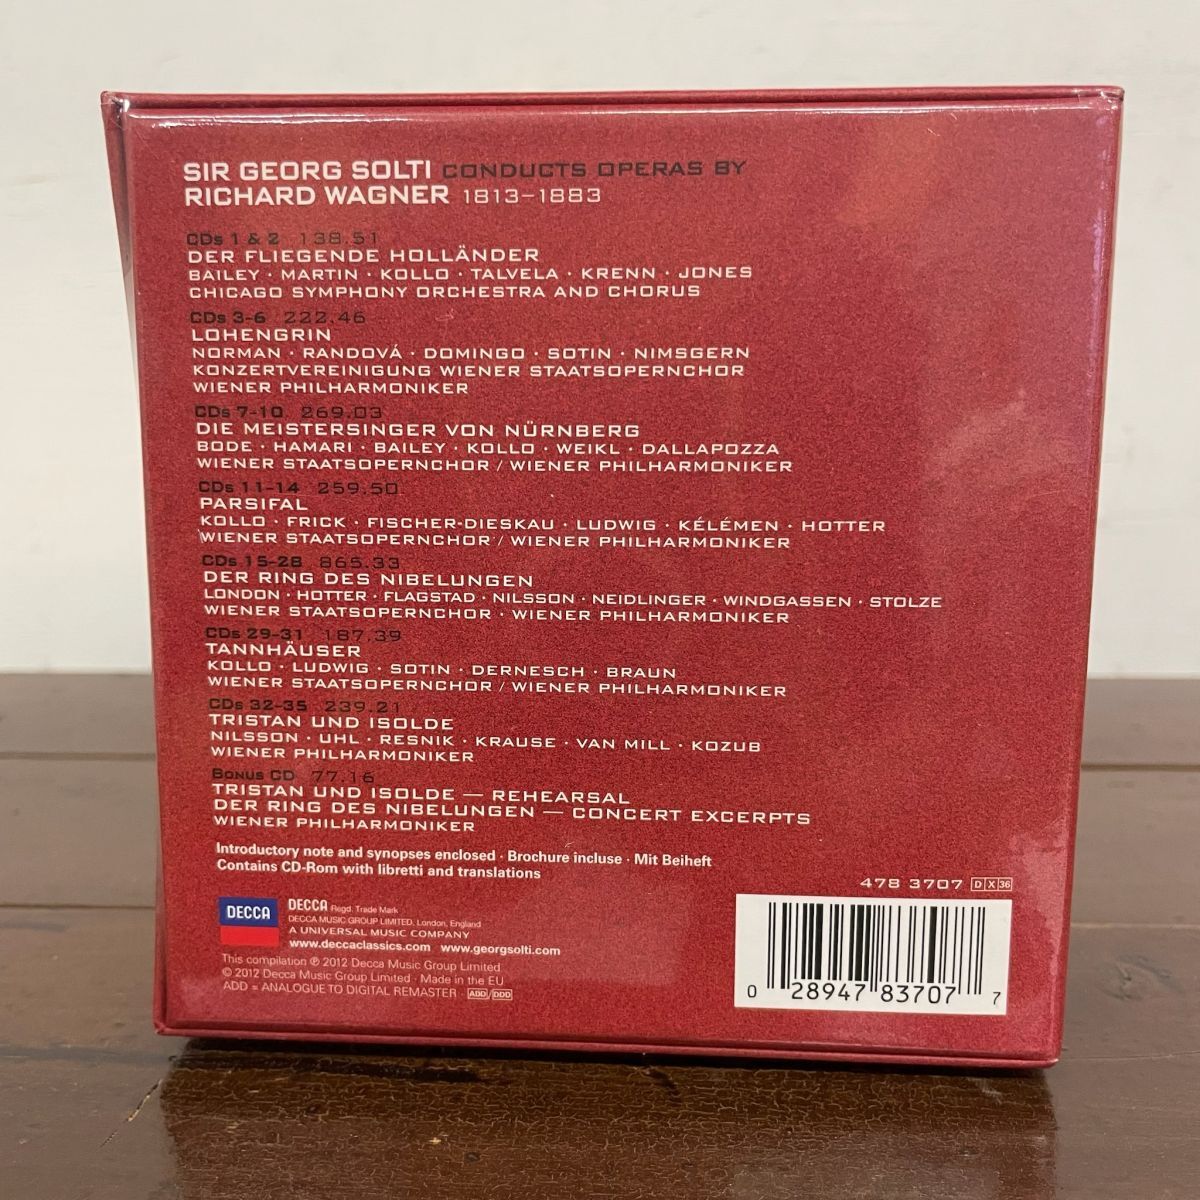 SIR GEORG SOLTI CONDUCTS OPERAS BY
RICHARD WAGNER 1813–1883
CDs 1 & 2 138.51
DER FLIEGENDE HOLLÄNDER
BAILEY · MARTIN · KOLLO · TALVELA · KRENN · JONES
CHICAGO SYMPHONY ORCHESTRA AND CHORUS
CDs 3-6 222.46
LOHENGRIN
NORMAN · RANDOVÁ · DOMINGO · SOTIN · NIMSGERN
KONZERTVEREINIGUNG WIENER STAATSOPERNCHOR
WIENER PHILHARMONIKER
CDs 7-10 269.03
DIE MEISTERSINGER VON NÜRNBERG
BODE · HAMARI · BAILEY · KOLLO · WEIKL · DALLAPOZZA
WIENER STAATSOPERNCHOR / WIENER PHILHARMONIKER
CDs 11-14 259.50
PARSIFAL
KOLLO · FRICK · FISCHER-DIESKAU · LUDWIG · KÉLÉMEN · HOTTER
WIENER STAATSOPERNCHOR / WIENER PHILHARMONIKER
CDs 15-28 865.33
DER RING DES NIBELUNGEN
LONDON · HOTTER · FLAGSTAD · NILSSON · NEIDLINGER · WINDGASSEN · STOLZE
WIENER STAATSOPERNCHOR · WIENER PHILHARMONIKER
CDs 29-31 187.39
TANNHÄUSER
KOLLO · LUDWIG · SOTIN · DERNESCH · BRAUN
WIENER STAATSOPERNCHOR / WIENER PHILHARMONIKER
CDs 32-35 239.21
TRISTAN UND ISOLDE
NILSSON · UHL · RESNIK · KRAUSE · VAN MILL · KOZUB
WIENER PHILHARMONIKER
BONUS CD 77.16
TRISTAN UND ISOLDE — REHEARSAL
DER RING DES NIBELUNGEN — CONCERT EXCERPTS
WIENER PHILHARMONIKER
Introductory note and synopses enclosed · Brochure incluse · Mit Beiheft
Contains CD-Rom with libretti and translations
478 3707 D X 36
DECCA
DECCA Regd. Trade Mark
DECCA MUSIC GROUP LIMITED, London, England
A UNIVERSAL MUSIC COMPANY
www.deccaclassics.com www.georgsolti.com
This compilation ℗ 2012 Decca Music Group Limited
© 2012 Decca Music Group Limited · Made in the EU
ADD = ANALOGUE TO DIGITAL REMASTER · ADD/DDD
0 28947 83707 7